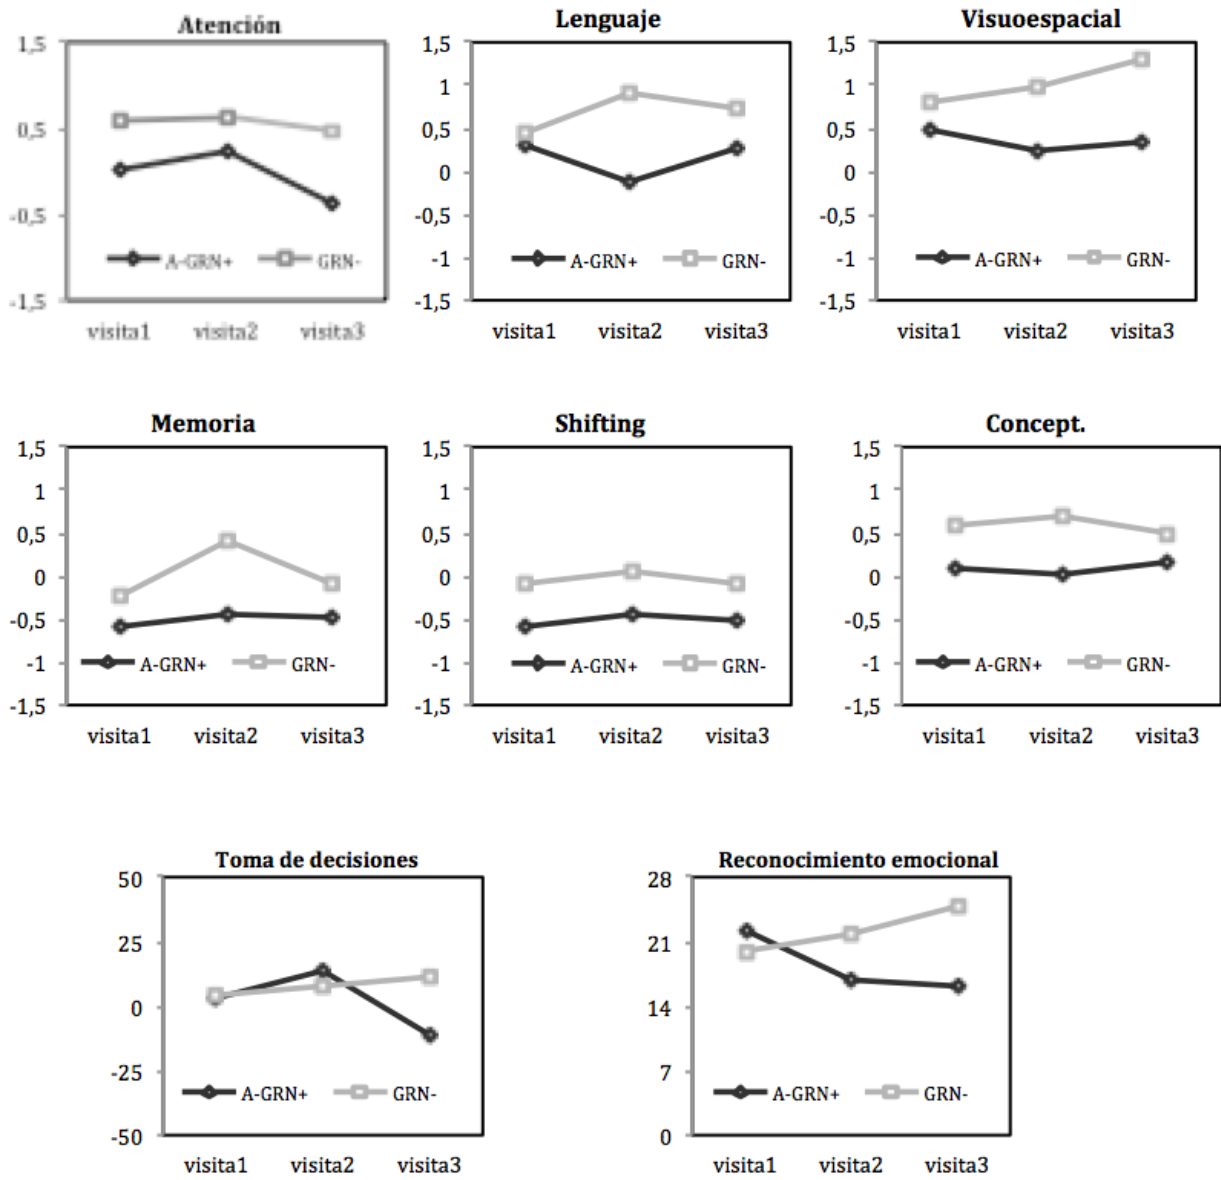 Atención
1,5
0,5
-0,5
-1,5
A-GRN+ GRN-
visita1 visita2 visita3
Lenguaje
1,5
1
0,5
0
-0,5
-1
-1,5
A-GRN+ GRN-
visita1 visita2 visita3
Visuoespacial
1,5
1
0,5
0
-0,5
-1
-1,5
A-GRN+ GRN-
visita1 visita2 visita3
Memoria
1,5
1
0,5
0
-0,5
-1
-1,5
A-GRN+ GRN-
visita1 visita2 visita3
Shifting
1,5
1
0,5
0
-0,5
-1
-1,5
A-GRN+ GRN-
visita1 visita2 visita3
Concept.
1,5
1
0,5
0
-0,5
-1
-1,5
A-GRN+ GRN-
visita1 visita2 visita3
Toma de decisiones
50
25
0
-25
-50
A-GRN+ GRN-
visita1 visita2 visita3
Reconocimiento emocional
28
21
14
7
0
A-GRN+ GRN-
visita1 visita2 visita3